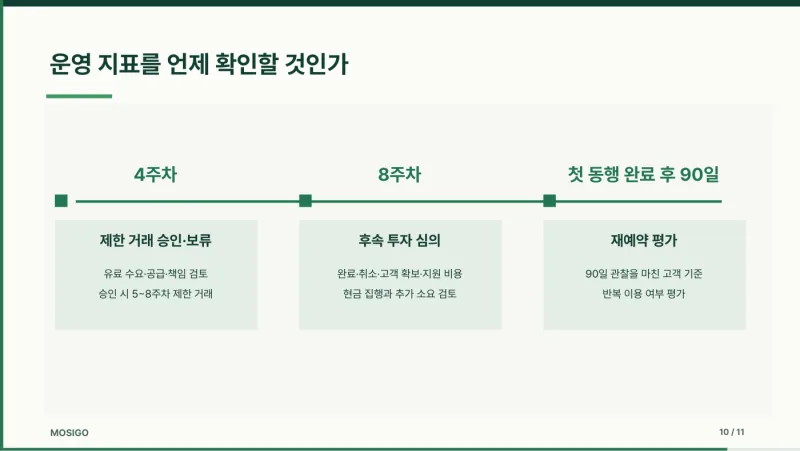 운영 지표를 언제 확인할 것인가
4주차
8주차
첫 동행 완료 후 90일
제한 거래 승인·보류
유료 수요·공급·책임 검토
승인 시 5~8주차 제한 거래
후속 투자 심의
완료·취소·고객 확보·지원 비용
현금 집행과 추가 소요 검토
재예약 평가
90일 관찰을 마친 고객 기준
반복 이용 여부 평가
MOSIGO
10 / 11